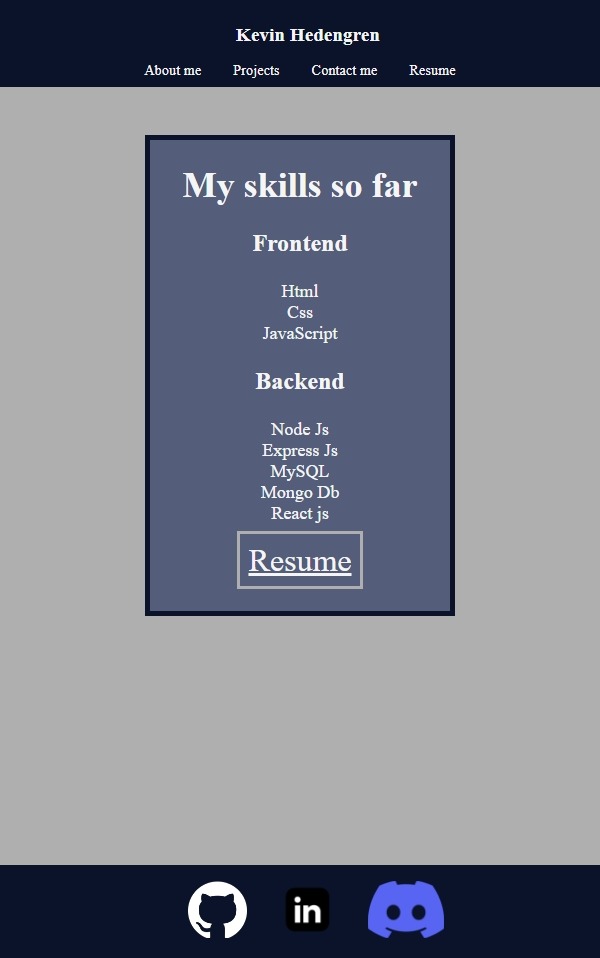 Kevin Hedengren
About me Projects Contact me Resume
My skills so far
Frontend
Html
Css
JavaScript
Backend
Node Js
Express Js
MySQL
Mongo Db
React js
Resume
in